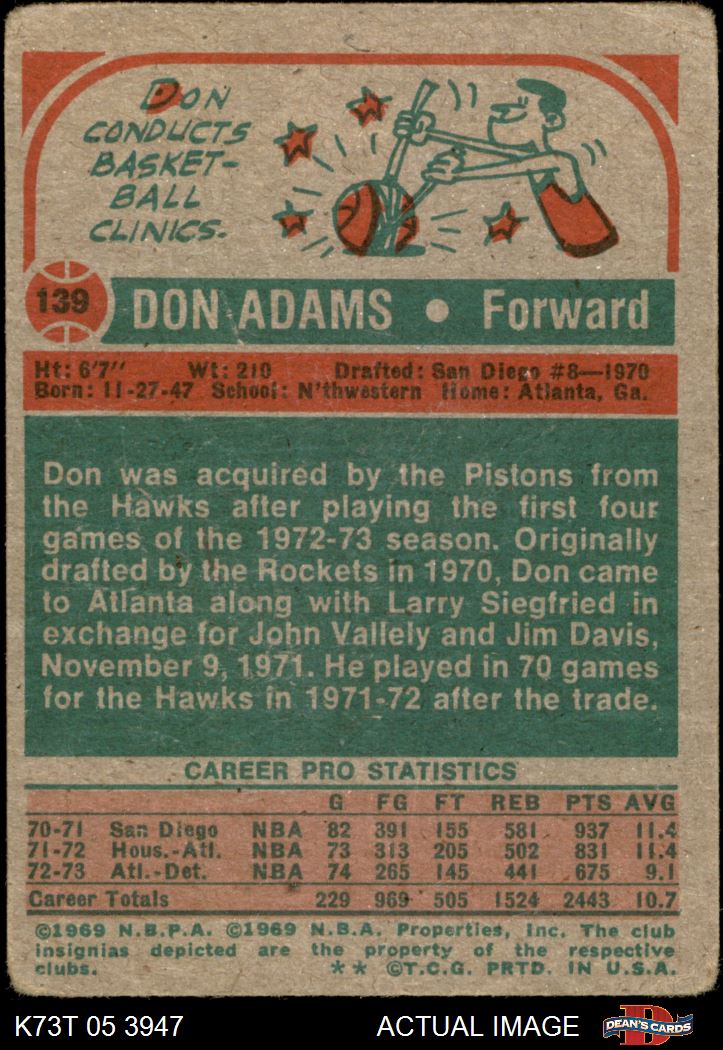 DON
CONDUCTS
BASKET-
BALL
CLINICS.
139 DON ADAMS • Forward
Ht: 6'7" Wt: 210 Drafted: San Diego #8—1970
Born: 11-27-47 School: N'thwestern Home: Atlanta, Ga.
Don was acquired by the Pistons from
the Hawks after playing the first four
games of the 1972-73 season. Originally
drafted by the Rockets in 1970, Don came
to Atlanta along with Larry Siegfried in
exchange for John Vallely and Jim Davis,
November 9, 1971. He played in 70 games
for the Hawks in 1971-72 after the trade.
CAREER PRO STATISTICS
G FG FT REB PTS AVG
70-71 San Diego NBA 82 391 155 581 937 11.4
71-72 Hous.-Atl. NBA 73 313 205 502 831 11.4
72-73 Atl.-Det. NBA 74 265 145 441 675 9.1
Career Totals 229 969 505 1524 2443 10.7
©1969 N.B.P.A. ©1969 N.B.A. Properties, Inc. The club
insignias depicted are the property of the respective
clubs. ** ©T.C.G. PRTD. IN U.S.A.
K73T 05 3947 ACTUAL IMAGE D DEAN'S CARDS